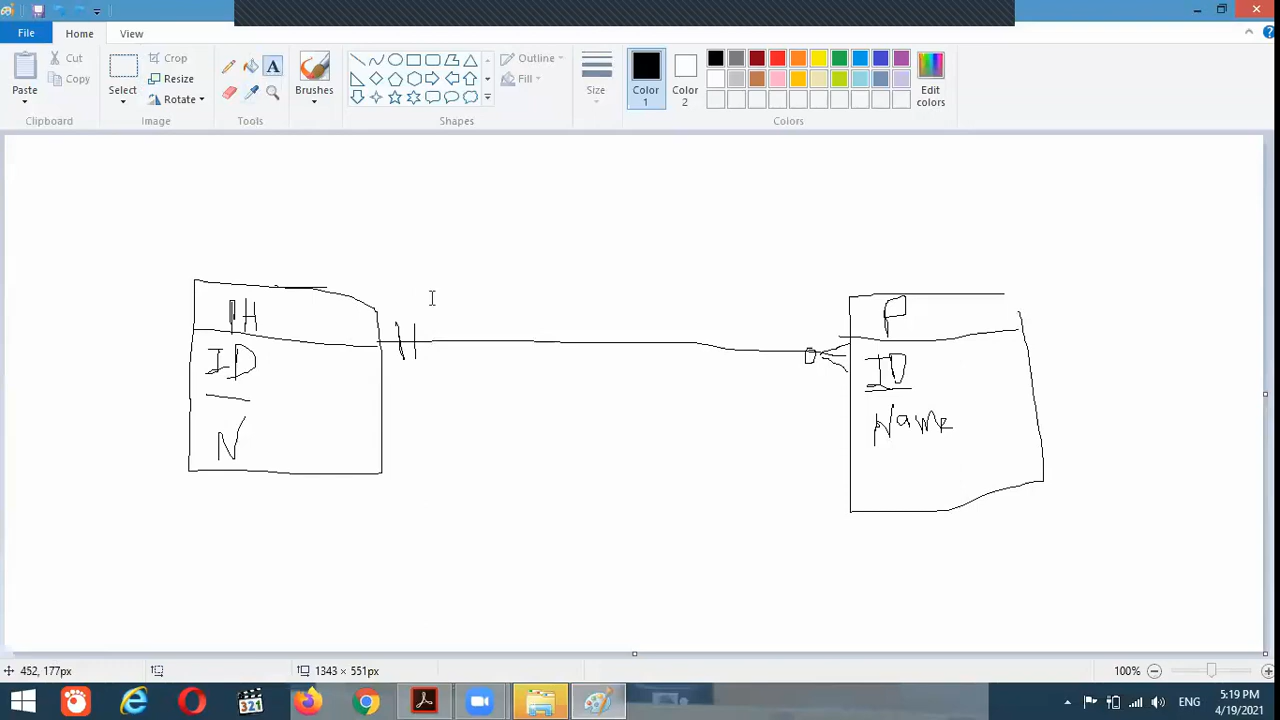 File
Home
View
Paste
Cut
Copy
Clipboard
Select
Crop
Resize
Rotate
Image
A
Tools
Brushes
Shapes
Outline
Fill
Size
Color
1
Color
2
Edit
colors
Colors
ID
N
P
ID
Name
452, 177px
1343 × 551px
100%
321
ENG
5:19 PM
4/19/2021